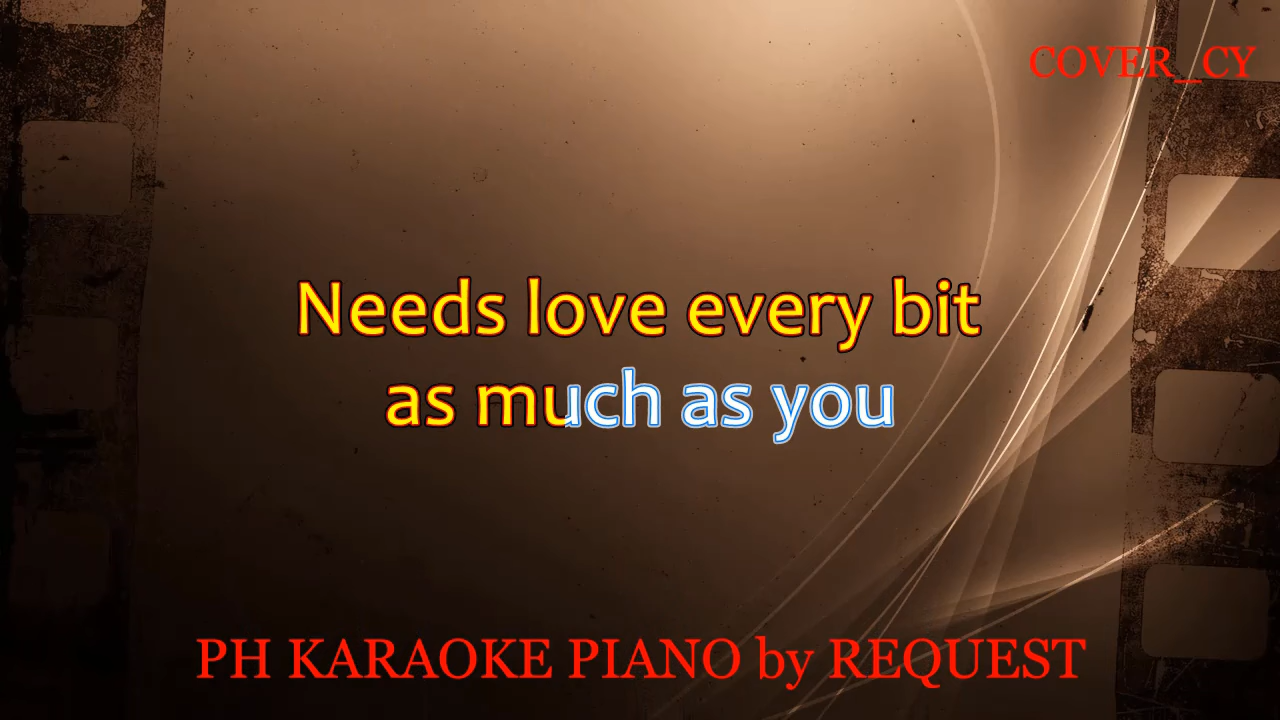 COVER_CY
Needs love every bit
as much as you
PH KARAOKE PIANO by REQUEST